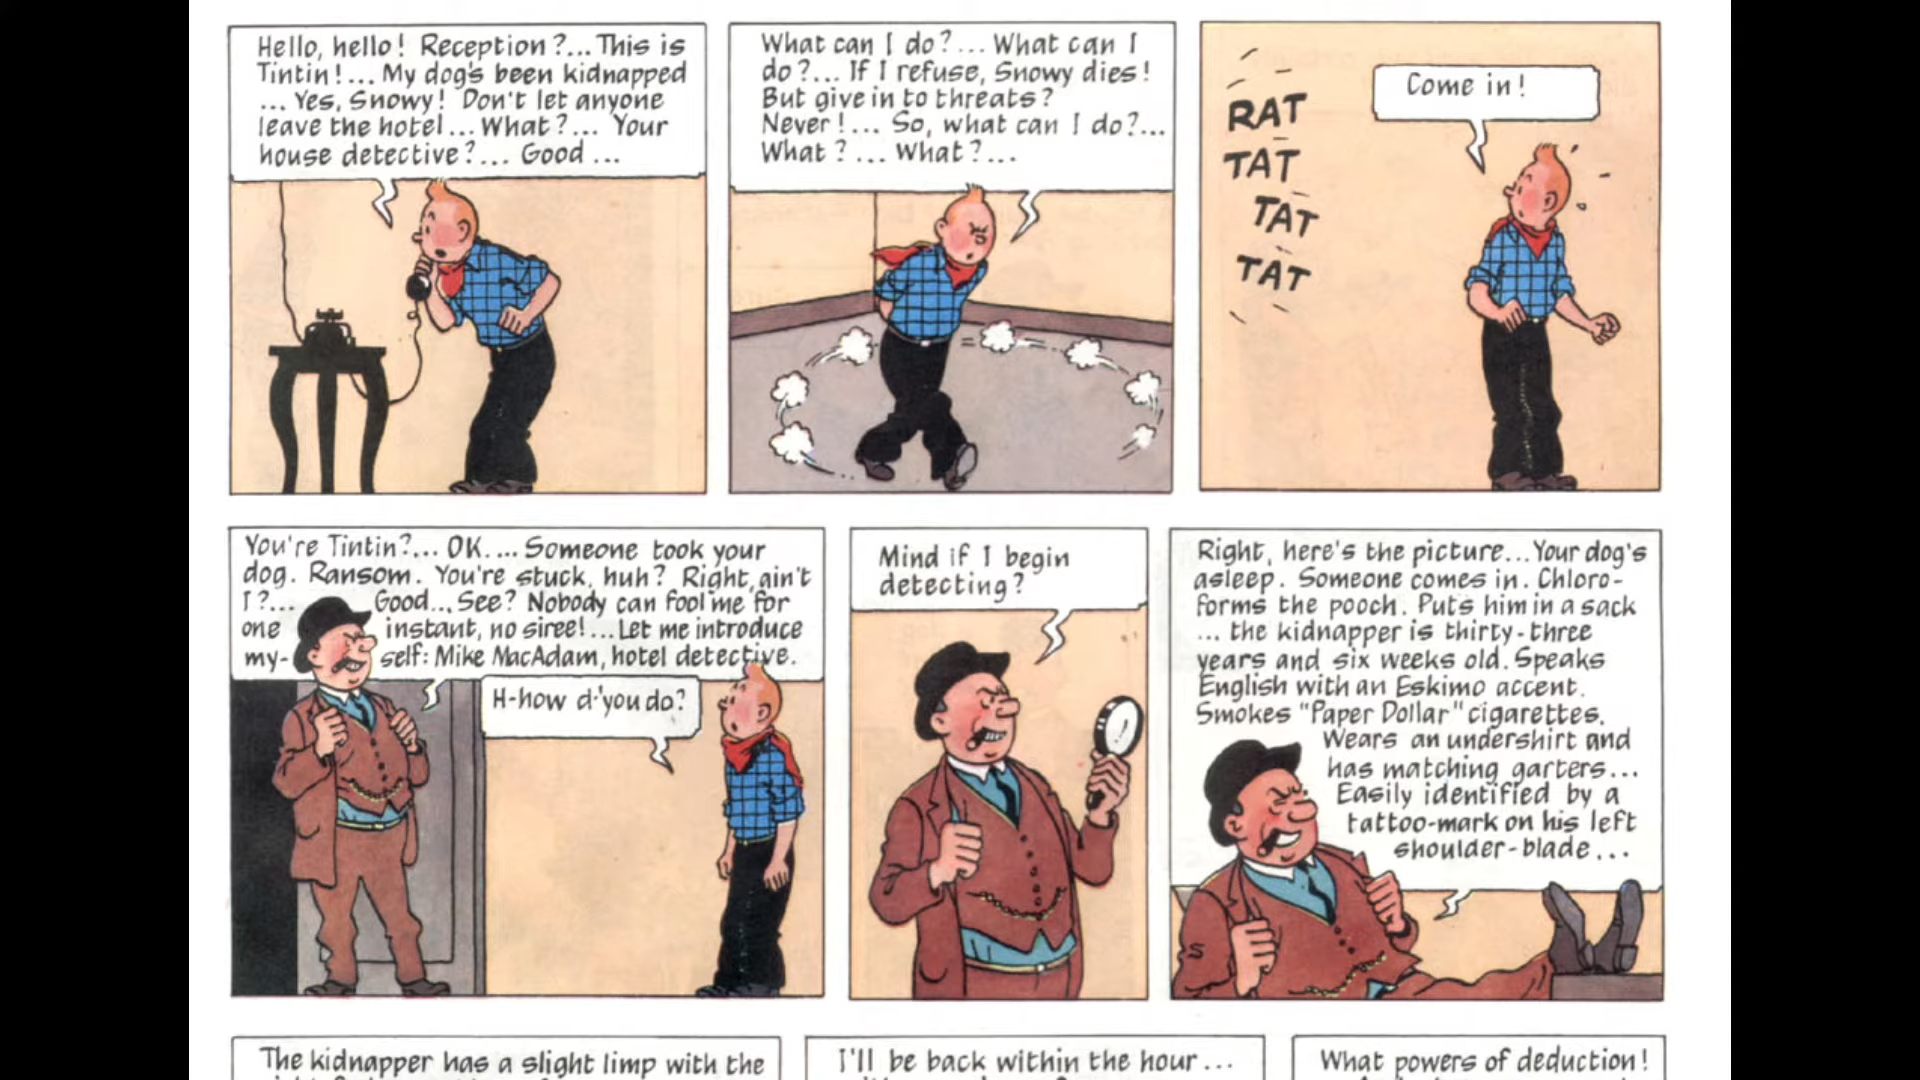 Hello, hello! Reception?... This is
Tintin!... My dog's been kidnapped
... Yes, Snowy! Don't let anyone
leave the hotel... What?... Your
house detective?... Good...
What can I do?... What can I
do?... If I refuse, Snowy dies!
But give in to threats?
Never!... So, what can I do?...
What?... What?...
RAT
TAT
TAT
TAT
Come in!
You're Tintin?... OK.... Someone took your
dog. Ransom. You're stuck, huh? Right, ain't
I?... Good... See? Nobody can fool me for
one instant, no siree!... Let me introduce
my-self: Mike MacAdam, hotel detective.
H-how d-'you do?
Mind if I begin
detecting?
Right, here's the picture... Your dog's
asleep. Someone comes in. Chloro-
forms the pooch. Puts him in a sack
... the kidnapper is thirty-three
years and six weeks old. Speaks
English with an Eskimo accent.
Smokes "Paper Dollar" cigarettes.
Wears an undershirt and
has matching garters...
Easily identified by a
tattoo-mark on his left
shoulder-blade...
The kidnapper has a slight limp with the
I'll be back within the hour...
What powers of deduction!